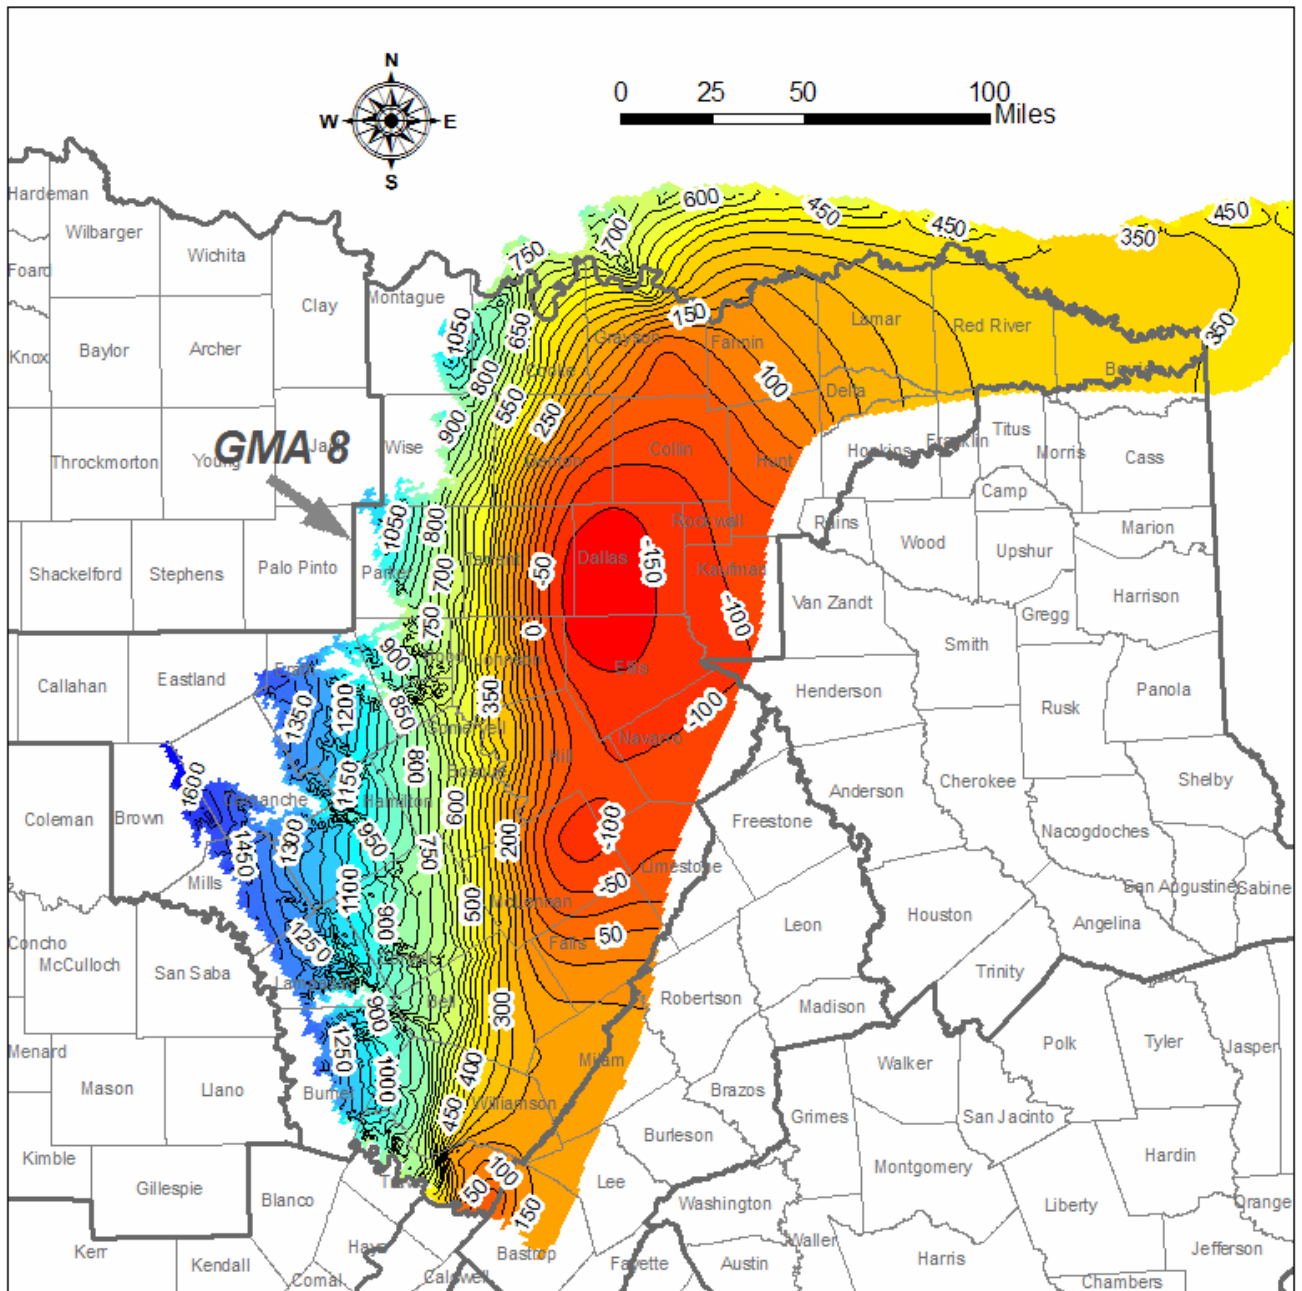 N
W E
S
0 25 50 100
Miles
Hardeman
Wilbarger
Wichita
Foard
Clay
Montague
Knox
Baylor
Archer
Throckmorton
Young
GMA 8
Wise
Cooke
Grayson
Fannin
Lamar
Red River
Delta
Denton
Collin
Hunt
Hopkins
Franklin
Titus
Morris
Cass
Camp
Marion
Shackelford
Stephens
Palo Pinto
Parker
Tarrant
Dallas
Rockwall
Kaufman
Rains
Wood
Upshur
Harrison
Gregg
Van Zandt
Smith
Callahan
Eastland
Erath
Johnson
Ellis
Henderson
Rusk
Panola
Somervell
Bosque
Hill
Navarro
Coleman
Brown
Comanche
Hamilton
Anderson
Cherokee
Shelby
Freestone
Nacogdoches
Mills
McLennan
Limestone
San Augustine
Sabine
Concho
McCulloch
San Saba
Falls
Leon
Houston
Angelina
Trinity
Bell
Robertson
Madison
Menard
Mason
Llano
Burnet
Williamson
Milam
Brazos
Walker
Polk
Tyler
Jasper
Grimes
San Jacinto
Burleson
Kimble
Gillespie
Blanco
Lee
Washington
Montgomery
Liberty
Hardin
Orange
Kerr
Kendall
Hays
Comal
Bastrop
Fayette
Austin
Waller
Harris
Jefferson
Chambers
600
450
450
350
450
350
700
750
150
100
1050
650
800
550
250
900
1050
800
700
750
-50
-150
0
-100
-100
900
1200
1350
850
350
1150
800
600
1600
1450
1300
950
750
200
-100
-50
1100
900
500
50
1250
300
900
1250
1000
400
450
100
50
150